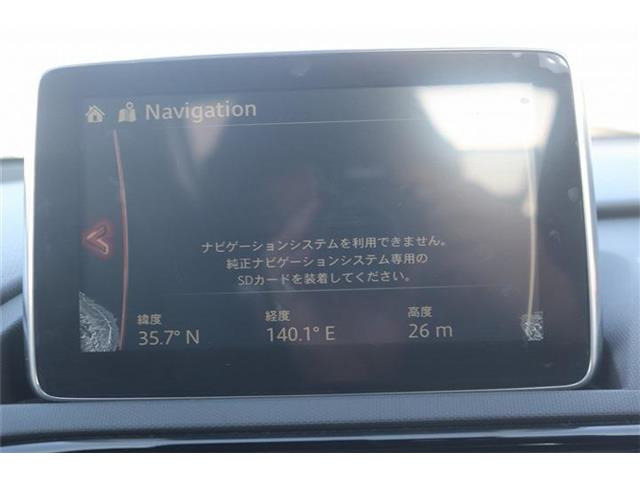 Navigation
ナビゲーションシステムを利用できません。
純正ナビゲーションシステム専用の
SDカードを装着してください。
緯度 経度 高度
35.7° N 140.1° E 26 m